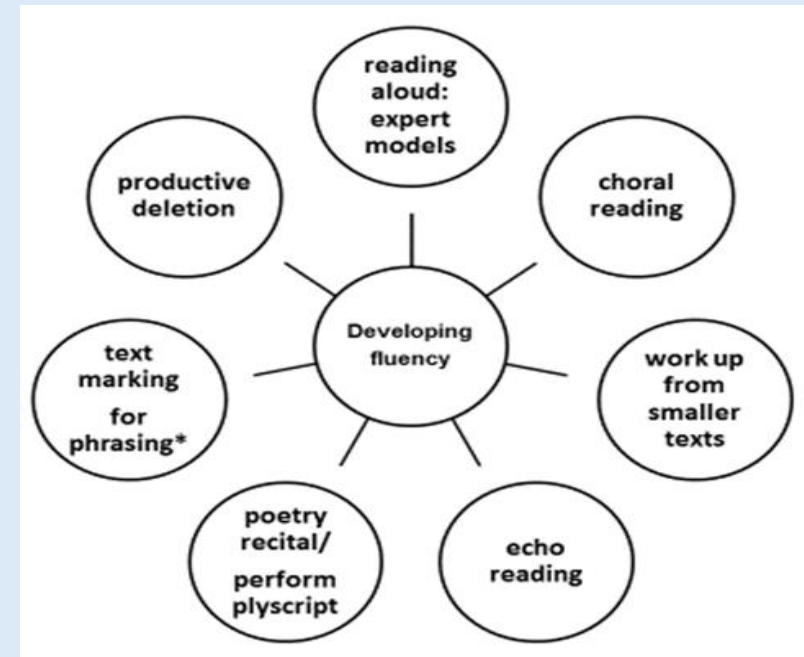 reading
aloud:
expert
models
choral
reading
work up
from
smaller
texts
echo
reading
poetry
recital/
perform
plyscript
text
marking
for
phrasing*
productive
deletion
Developing
fluency